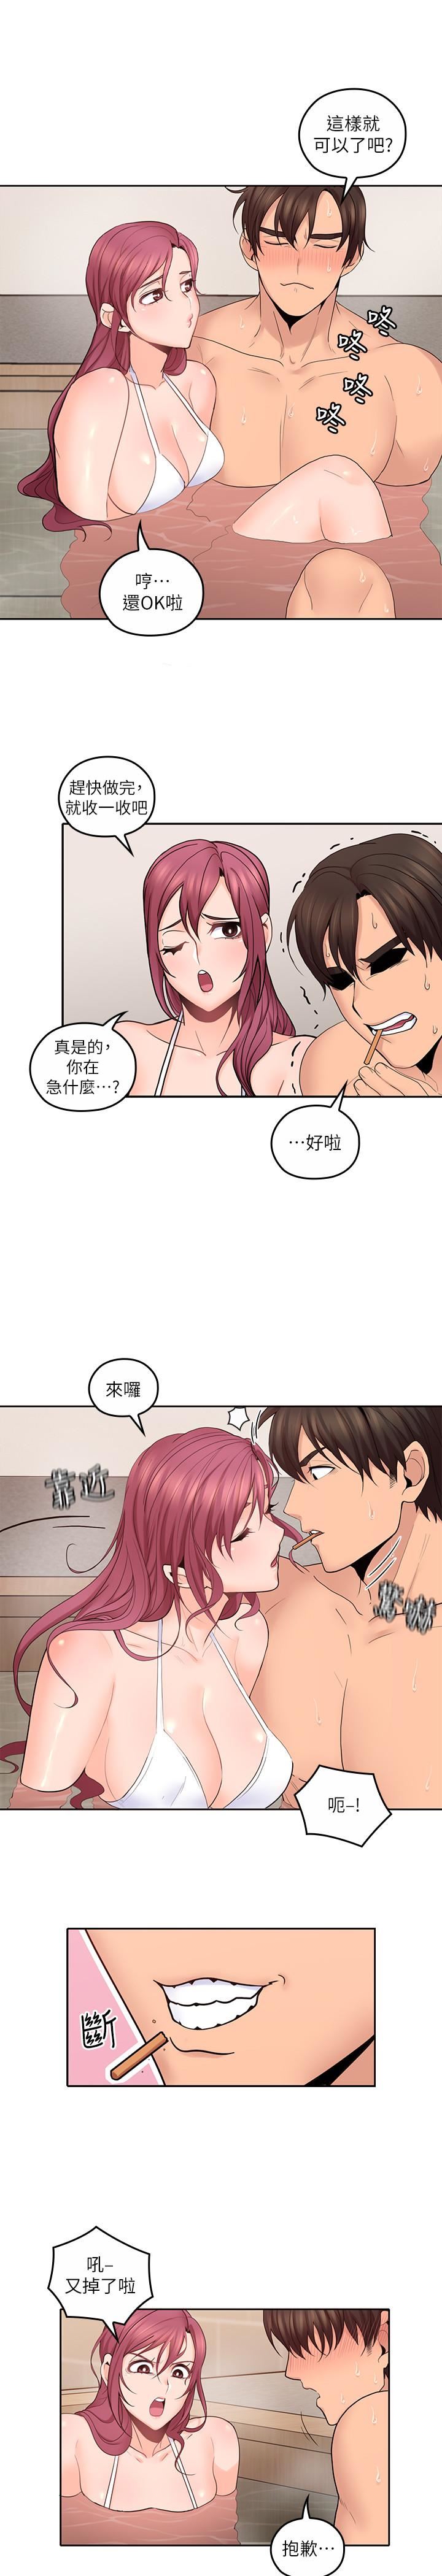 這樣就
可以了吧?
咚
咚
咚
咚
哼…
還OK啦
趕快做完，
就收一收吧
真是的，
你在
急什麼…?
…好啦
來囉
靠近
驚嚇
呃–!
斷
吼–
又掉了啦
抱歉…